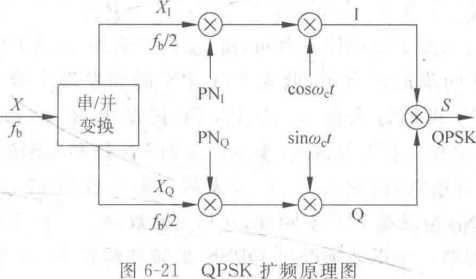 X_I
f_b/2
I
PN_I
cosω_ct
X
f_b
串/并
变换
S
QPSK
PN_Q
sinω_ct
X_Q
f_b/2
Q
图 6-21 QPSK 扩频原理图